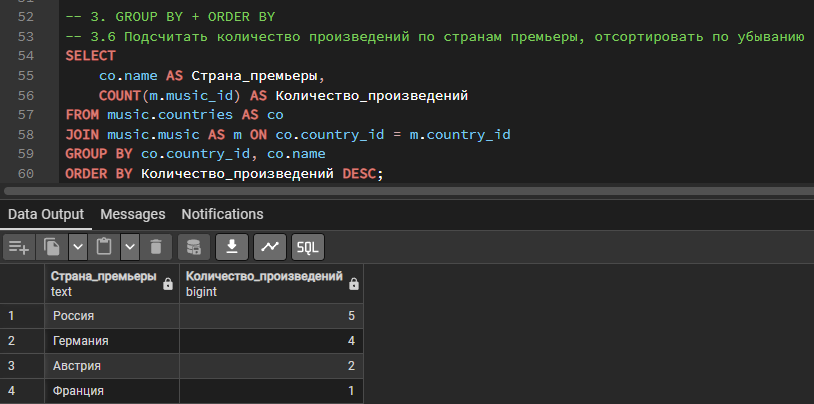 52 -- 3. GROUP BY + ORDER BY
53 -- 3.6 Подсчитать количество произведений по странам премьеры, отсортировать по убыванию
54 SELECT
55 co.name AS Страна_премьеры,
56 COUNT(m.music_id) AS Количество_произведений
57 FROM music.countries AS co
58 JOIN music.music AS m ON co.country_id = m.country_id
59 GROUP BY co.country_id, co.name
60 ORDER BY Количество_произведений DESC;
Data Output Messages Notifications
SQL
Страна_премьеры Количество_произведений
text bigint
1 Россия 5
2 Германия 4
3 Австрия 2
4 Франция 1